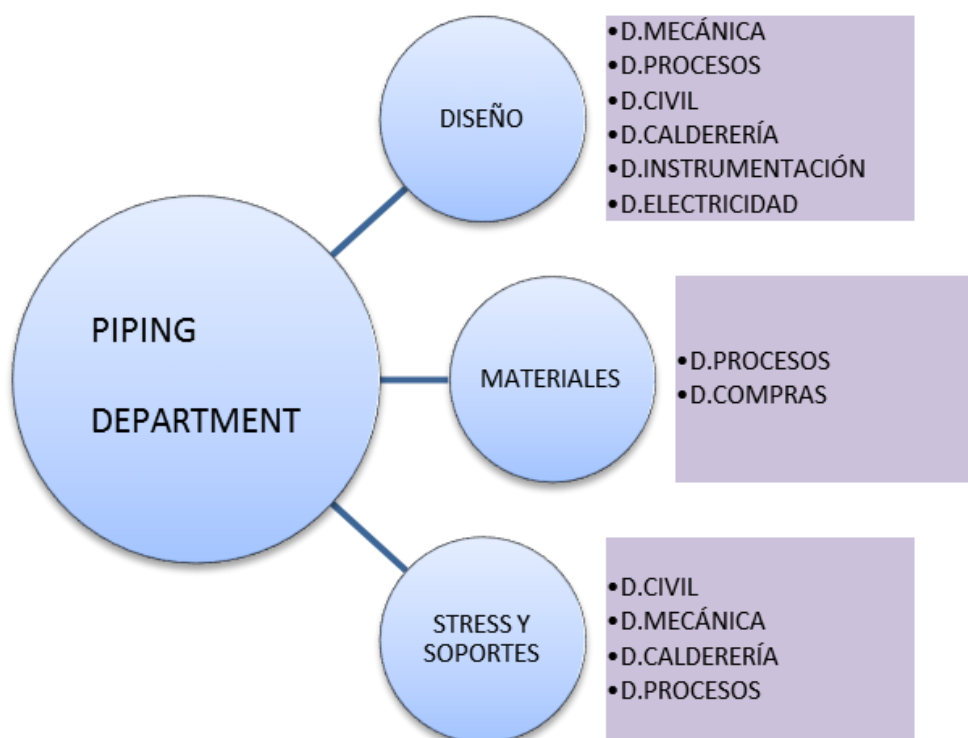 PIPING
DEPARTMENT
DISEÑO
•D.MECÁNICA
•D.PROCESOS
•D.CIVIL
•D.CALDERERÍA
•D.INSTRUMENTACIÓN
•D.ELECTRICIDAD
MATERIALES
•D.PROCESOS
•D.COMPRAS
STRESS Y
SOPORTES
•D.CIVIL
•D.MECÁNICA
•D.CALDERERÍA
•D.PROCESOS